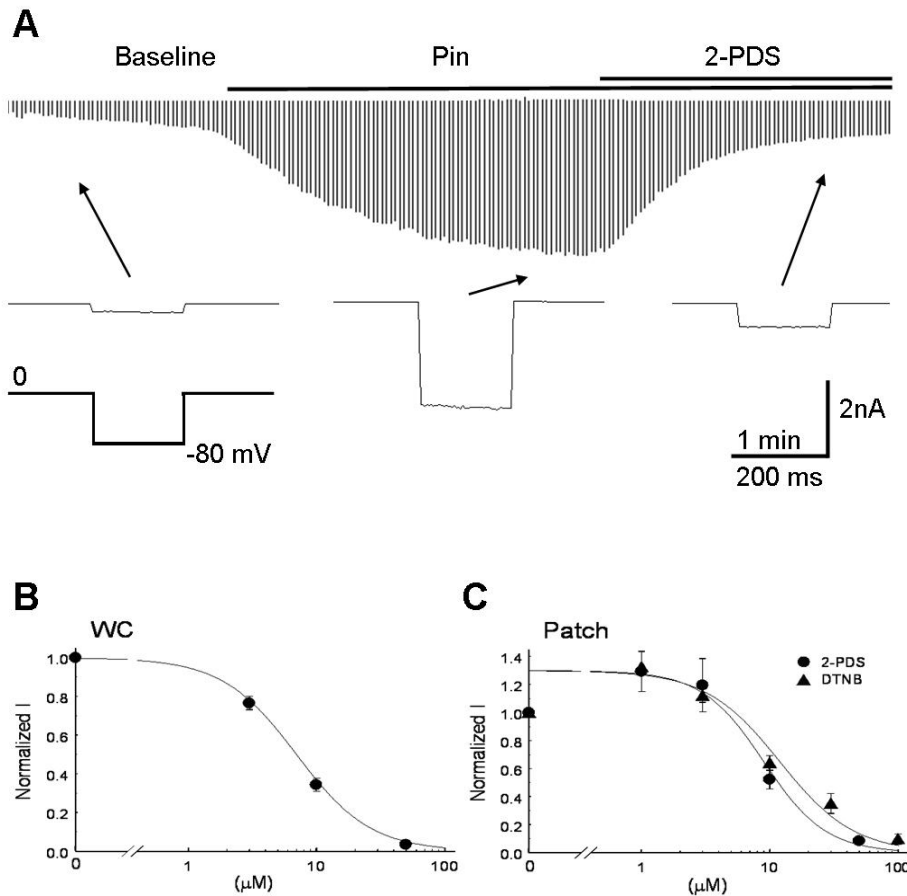 A
Baseline Pin 2-PDS
0
-80 mV
2nA
1 min
200 ms
B
WC
Normalized I
1.0
0.8
0.6
0.4
0.2
0.0
0 1 10 100
(μM)
C
Patch
2-PDS
DTNB
Normalized I
1.4
1.2
1.0
0.8
0.6
0.4
0.2
0.0
0 1 10 100
(μM)